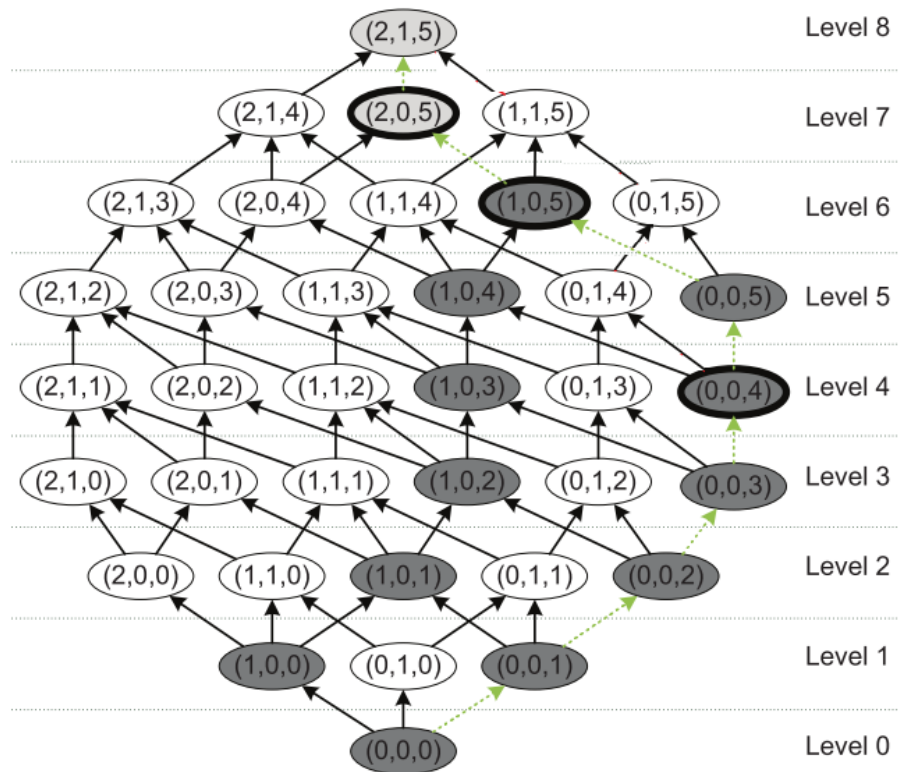 (2,1,5) Level 8
(2,1,4) (2,0,5) (1,1,5) Level 7
(2,1,3) (2,0,4) (1,1,4) (1,0,5) (0,1,5) Level 6
(2,1,2) (2,0,3) (1,1,3) (1,0,4) (0,1,4) (0,0,5) Level 5
(2,1,1) (2,0,2) (1,1,2) (1,0,3) (0,1,3) (0,0,4) Level 4
(2,1,0) (2,0,1) (1,1,1) (1,0,2) (0,1,2) (0,0,3) Level 3
(2,0,0) (1,1,0) (1,0,1) (0,1,1) (0,0,2) Level 2
(1,0,0) (0,1,0) (0,0,1) Level 1
(0,0,0) Level 0